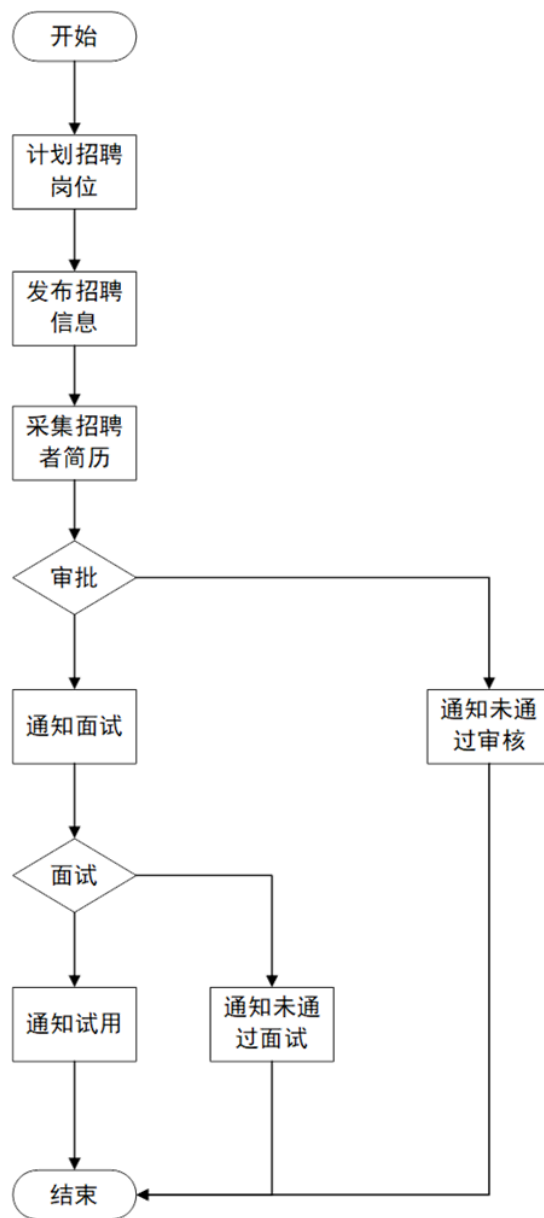 开始
计划招聘
岗位
发布招聘
信息
采集招聘
者简历
审批
通知面试
通知未通
过审核
面试
通知试用
通知未通
过面试
结束